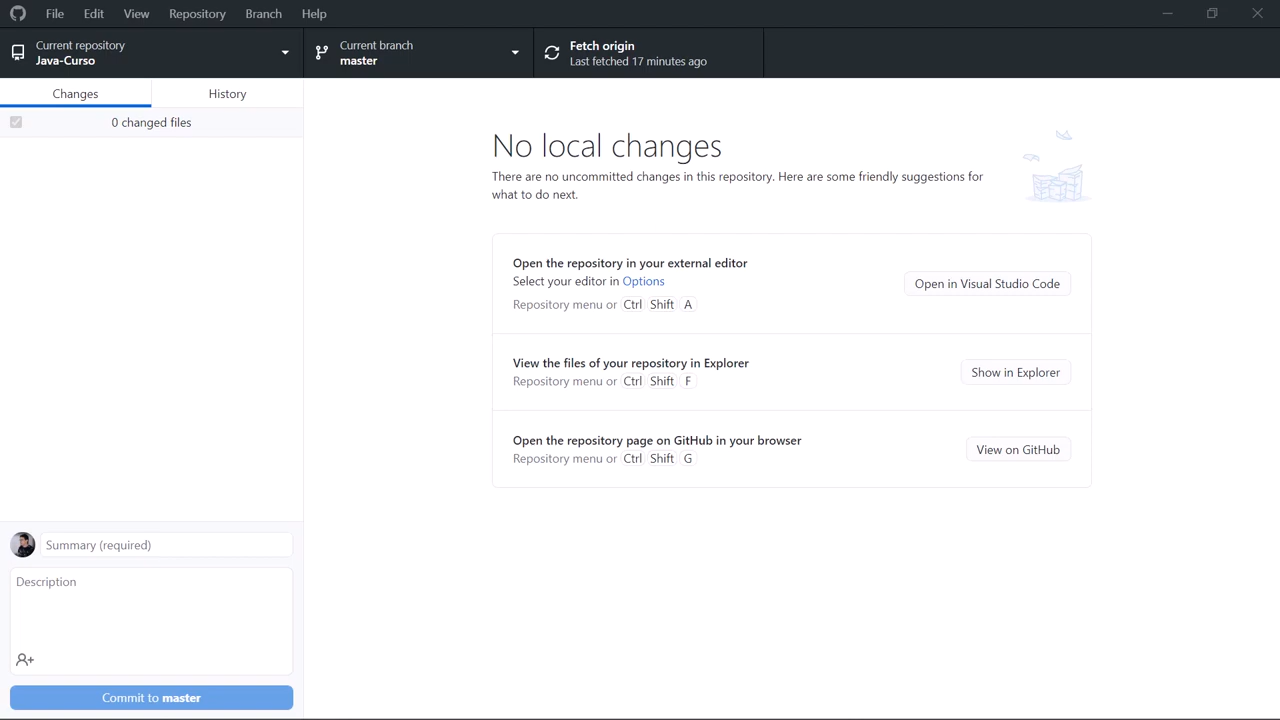 File Edit View Repository Branch Help
Current repository
Java-Curso
Current branch
master
Fetch origin
Last fetched 17 minutes ago
Changes
History
0 changed files
No local changes
There are no uncommitted changes in this repository. Here are some friendly suggestions for
what to do next.
Open the repository in your external editor
Select your editor in Options
Repository menu or Ctrl Shift A
Open in Visual Studio Code
View the files of your repository in Explorer
Repository menu or Ctrl Shift F
Show in Explorer
Open the repository page on GitHub in your browser
Repository menu or Ctrl Shift G
View on GitHub
Summary (required)
Description
Commit to master